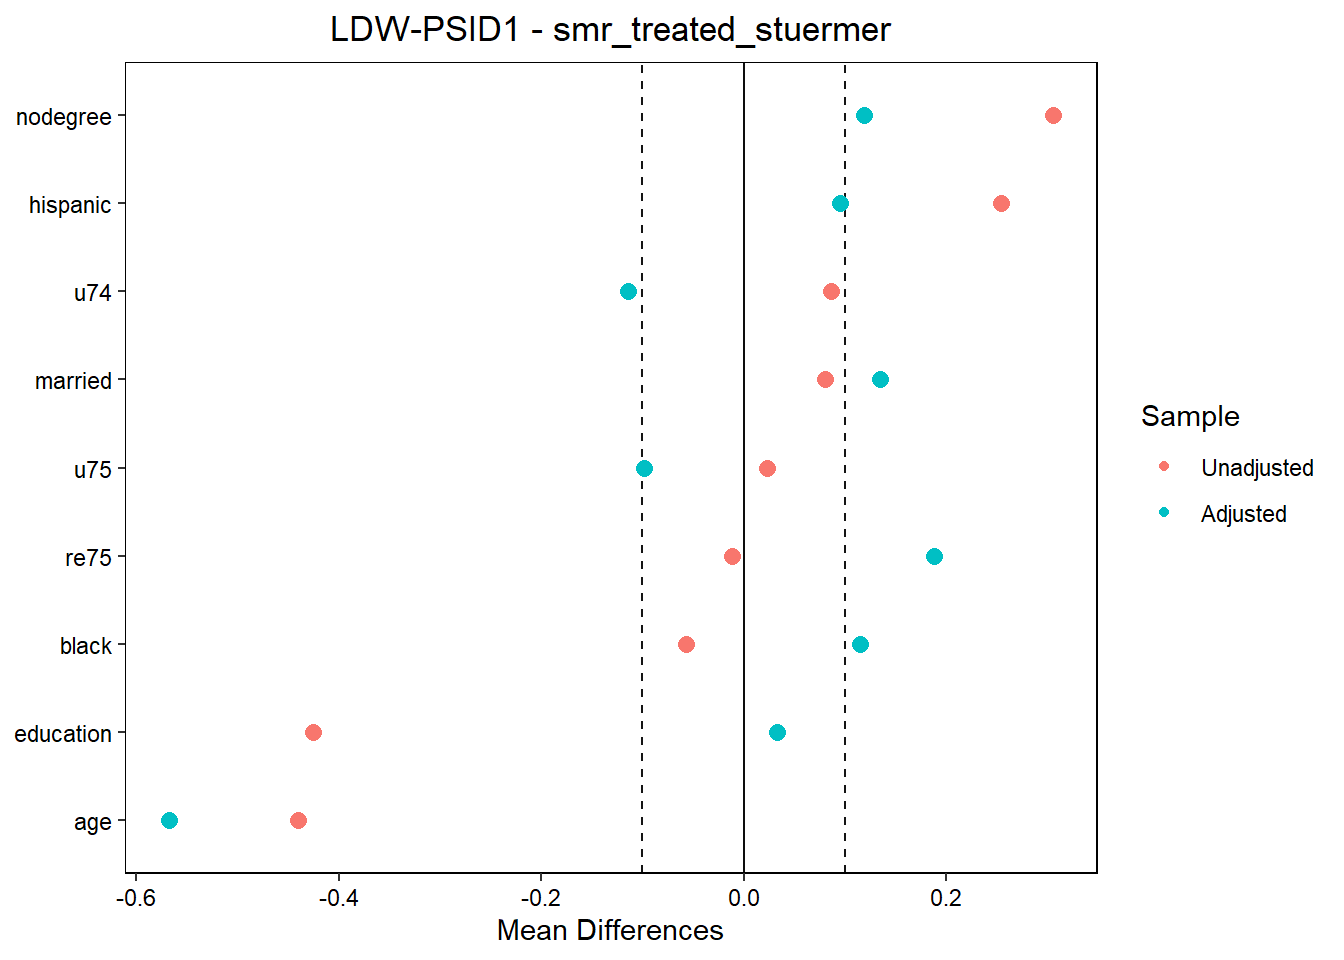 LDW-PSID1 - smr_treated_stuermer
nodegree
hispanic
u74
married
u75
re75
black
education
age
-0.6 -0.4 -0.2 0.0 0.2
Mean Differences
Sample
Unadjusted
Adjusted